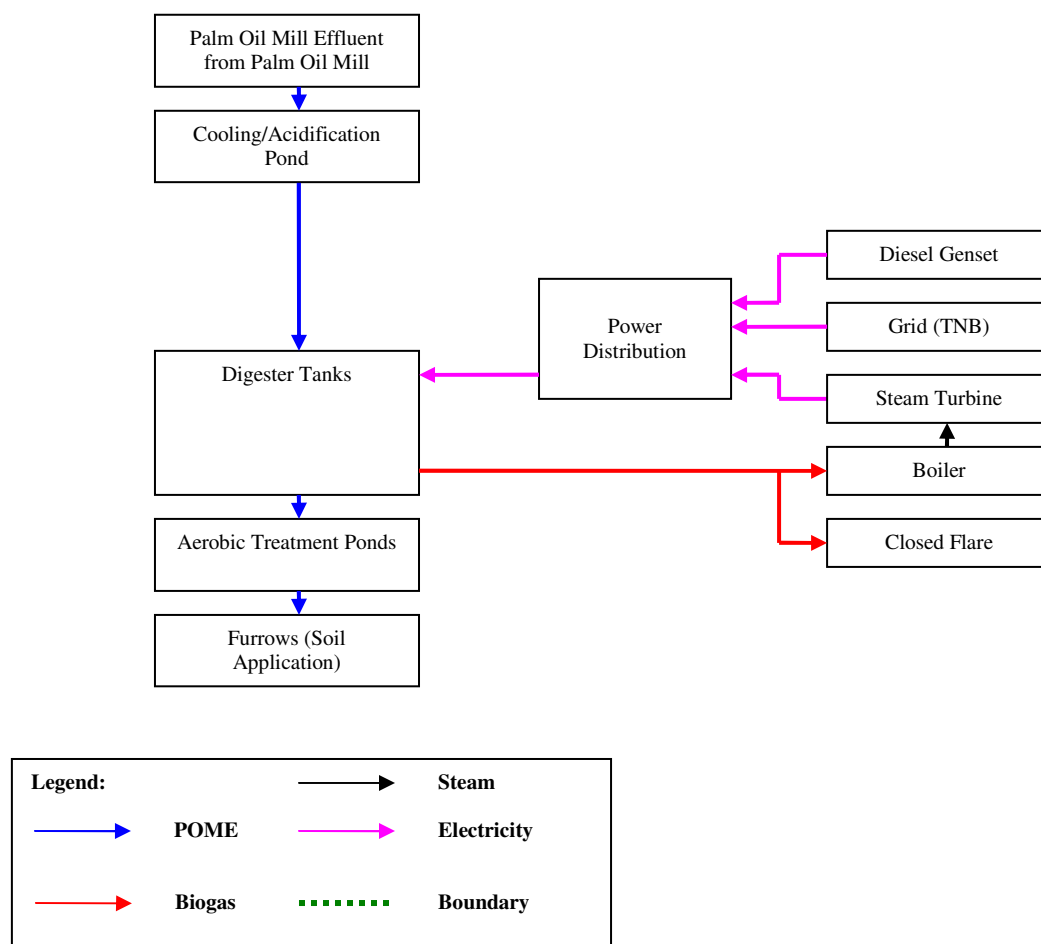 Palm Oil Mill Effluent
from Palm Oil Mill
Cooling/Acidification
Pond
Diesel Genset
Power
Distribution
Grid (TNB)
Digester Tanks
Steam Turbine
Boiler
Aerobic Treatment Ponds
Closed Flare
Furrows (Soil
Application)
Legend:
Steam
POME
Electricity
Biogas
Boundary